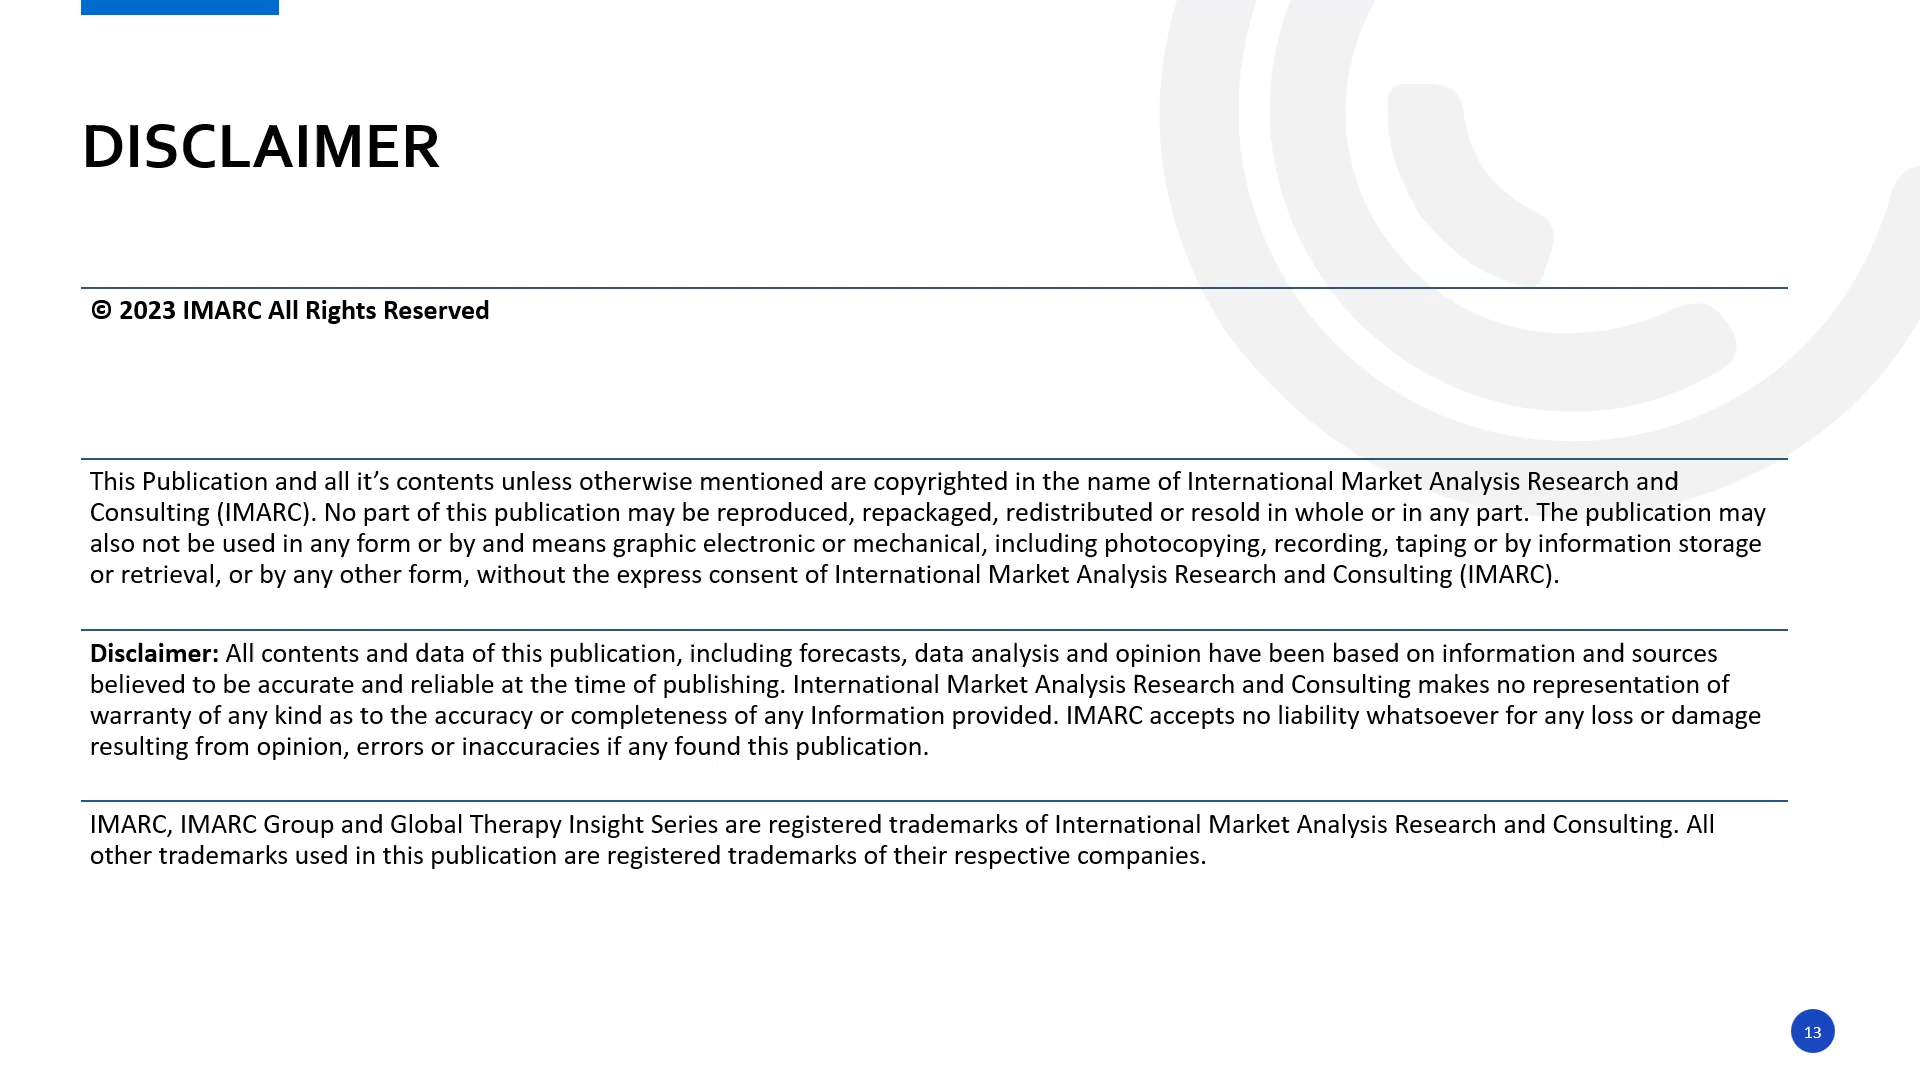 DISCLAIMER
© 2023 IMARC All Rights Reserved
This Publication and all it’s contents unless otherwise mentioned are copyrighted in the name of International Market Analysis Research and
Consulting (IMARC). No part of this publication may be reproduced, repackaged, redistributed or resold in whole or in any part. The publication may
also not be used in any form or by and means graphic electronic or mechanical, including photocopying, recording, taping or by information storage
or retrieval, or by any other form, without the express consent of International Market Analysis Research and Consulting (IMARC).
Disclaimer: All contents and data of this publication, including forecasts, data analysis and opinion have been based on information and sources
believed to be accurate and reliable at the time of publishing. International Market Analysis Research and Consulting makes no representation of
warranty of any kind as to the accuracy or completeness of any Information provided. IMARC accepts no liability whatsoever for any loss or damage
resulting from opinion, errors or inaccuracies if any found this publication.
IMARC, IMARC Group and Global Therapy Insight Series are registered trademarks of International Market Analysis Research and Consulting. All
other trademarks used in this publication are registered trademarks of their respective companies.
13